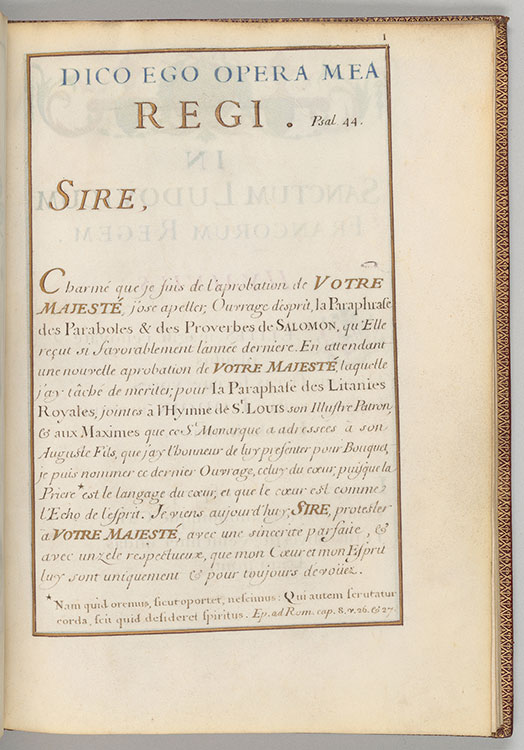 1
DICO EGO OPERA MEA
REGI. Psal. 44.
SIRE,
Charmé que je suis de l'aprobation de VOTRE
MAJESTÉ, j'ose apeller, Ouvrage d'esprit, la Paraphrase
des Paraboles & des Proverbes de SALOMON, qu'Elle
reçut si favorablement l'année derniere. En attendant
une nouvelle aprobation de VOTRE MAJESTÉ, laquelle
j'ay tâché de mériter, pour la Paraphase des Litanies
Royales, jointes à l'Hymne de St. LOUIS son Illustre Patron,
& aux Maximes que ce St. Monarque a adressées à son
Auguste Fils, que j'ay l'honneur de luy presenter pour Bouquet,
je puis nommer ce dernier Ouvrage, celuy du cœur, puisque la
Priere * est le langage du cœur, et que le cœur est comme
l'Echo de l'esprit. Je viens aujourd'huy, SIRE, protester
à VOTRE MAJESTÉ, avec une sincerité parfaite, &
avec un zele respectueux, que mon Cœur et mon Esprit
luy sont uniquement & pour toujours devoüez.
* Nam quid oremus, sicut oportet, nescimus: Qui autem scrutatur
corda, scit quid desideret spiritus. Ep. ad Rom. cap. 8. v. 26. & 27.